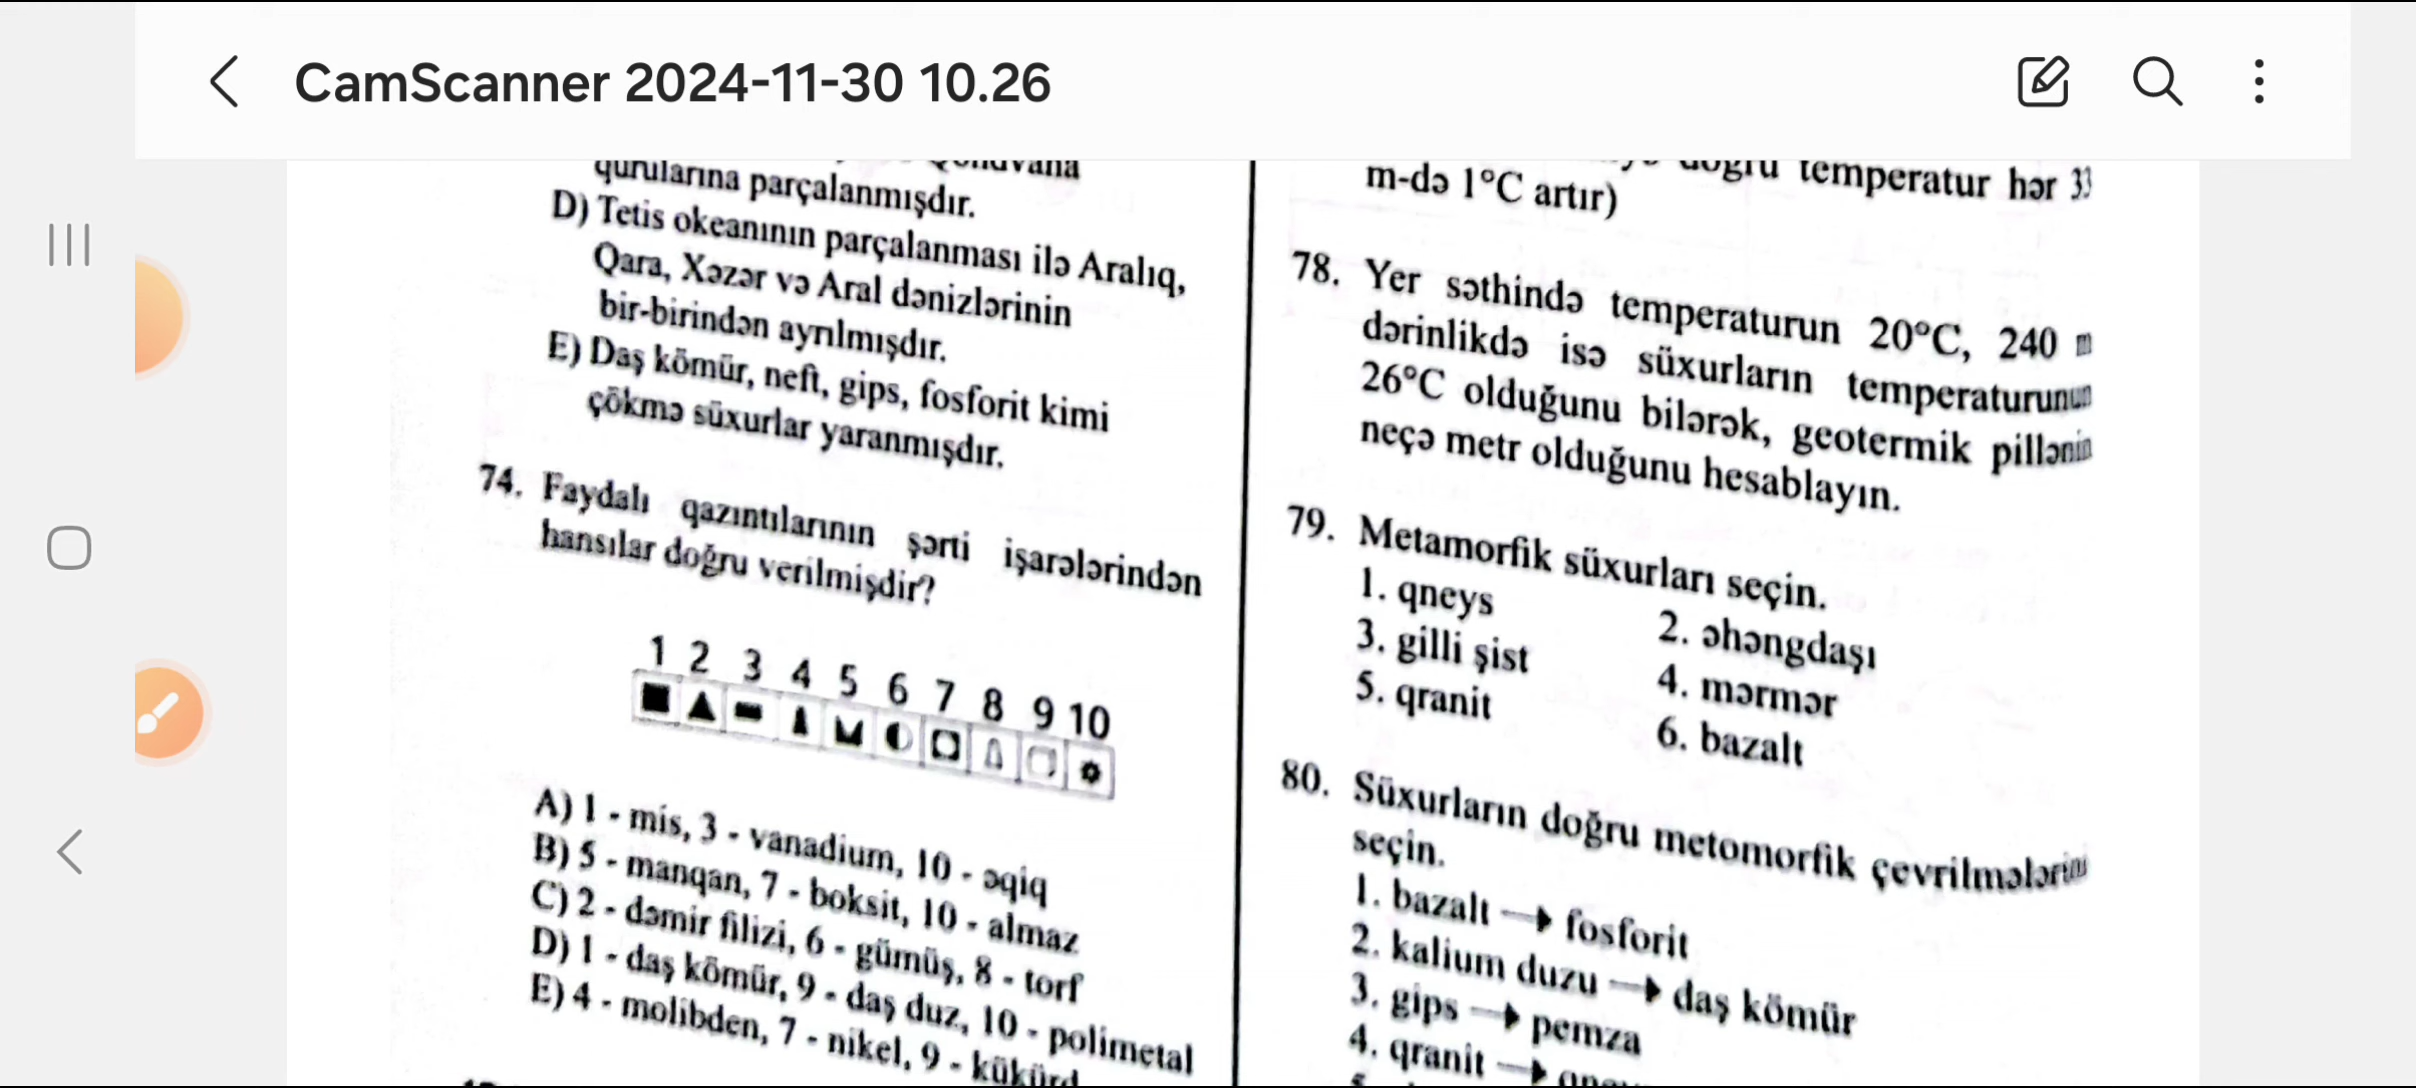 CamScanner 2024-11-30 10.26
qurularına parçalanmışdır.
D) Tetis okeanının parçalanması ilə Aralıq,
Qara, Xəzər və Aral dənizlərinin
bir-birindən ayrılmışdır.
E) Daş kömür, neft, gips, fosforit kimi
çökmə süxurlar yaranmışdır.
74. Faydalı qazıntılarının şərti işarələrindən
hansılar doğru verilmişdir?
1 2 3 4 5 6 7 8 9 10
A) 1 - mis, 3 - vanadium, 10 - əqiq
B) 5 - manqan, 7 - boksit, 10 - almaz
C) 2 - dəmir filizi, 6 - gümüş, 8 - torf
D) 1 - daş kömür, 9 - daş duz, 10 - polimetal
E) 4 - molibden, 7 - nikel, 9 - kükürd
doğru temperatur hər 33
m-də 1°C artır)
78. Yer səthində temperaturun 20°C, 240 m
dərinlikdə isə süxurların temperaturunun
26°C olduğunu bilərək, geotermik pillənin
neçə metr olduğunu hesablayın.
79. Metamorfik süxurları seçin.
1. qneys
2. əhəngdaşı
3. gilli şist
4. mərmər
5. qranit
6. bazalt
80. Süxurların doğru metomorfik çevrilmələrini
seçin.
1. bazalt → fosforit
2. kalium duzu → daş kömür
3. gips → pemza
4. qranit →